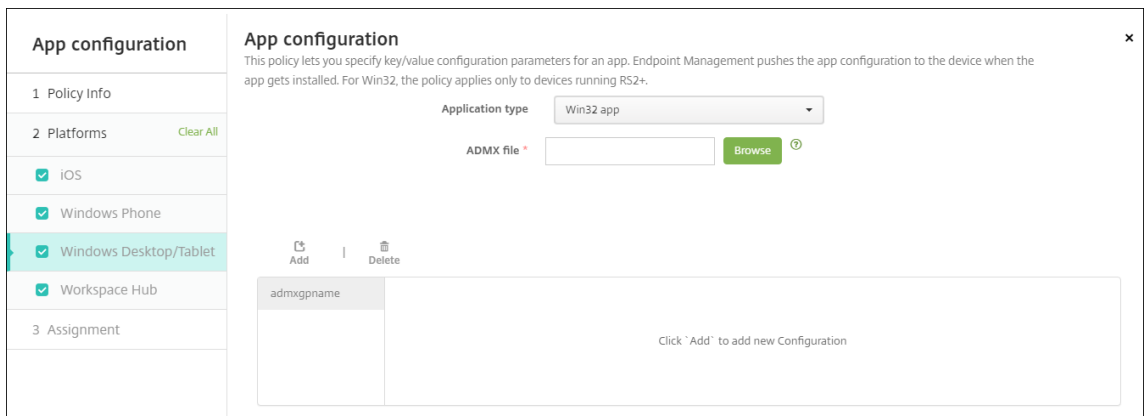 App configuration
1 Policy Info
2 Platforms
Clear All
iOS
Windows Phone
Windows Desktop/Tablet
Workspace Hub
3 Assignment
App configuration
This policy lets you specify key/value configuration parameters for an app. Endpoint Management pushes the app configuration to the device when the
app gets installed. For Win32, the policy applies only to devices running RS2+.
Application type
Win32 app
ADMX file *
Browse
Add
Delete
admxgpname
Click `Add` to add new Configuration